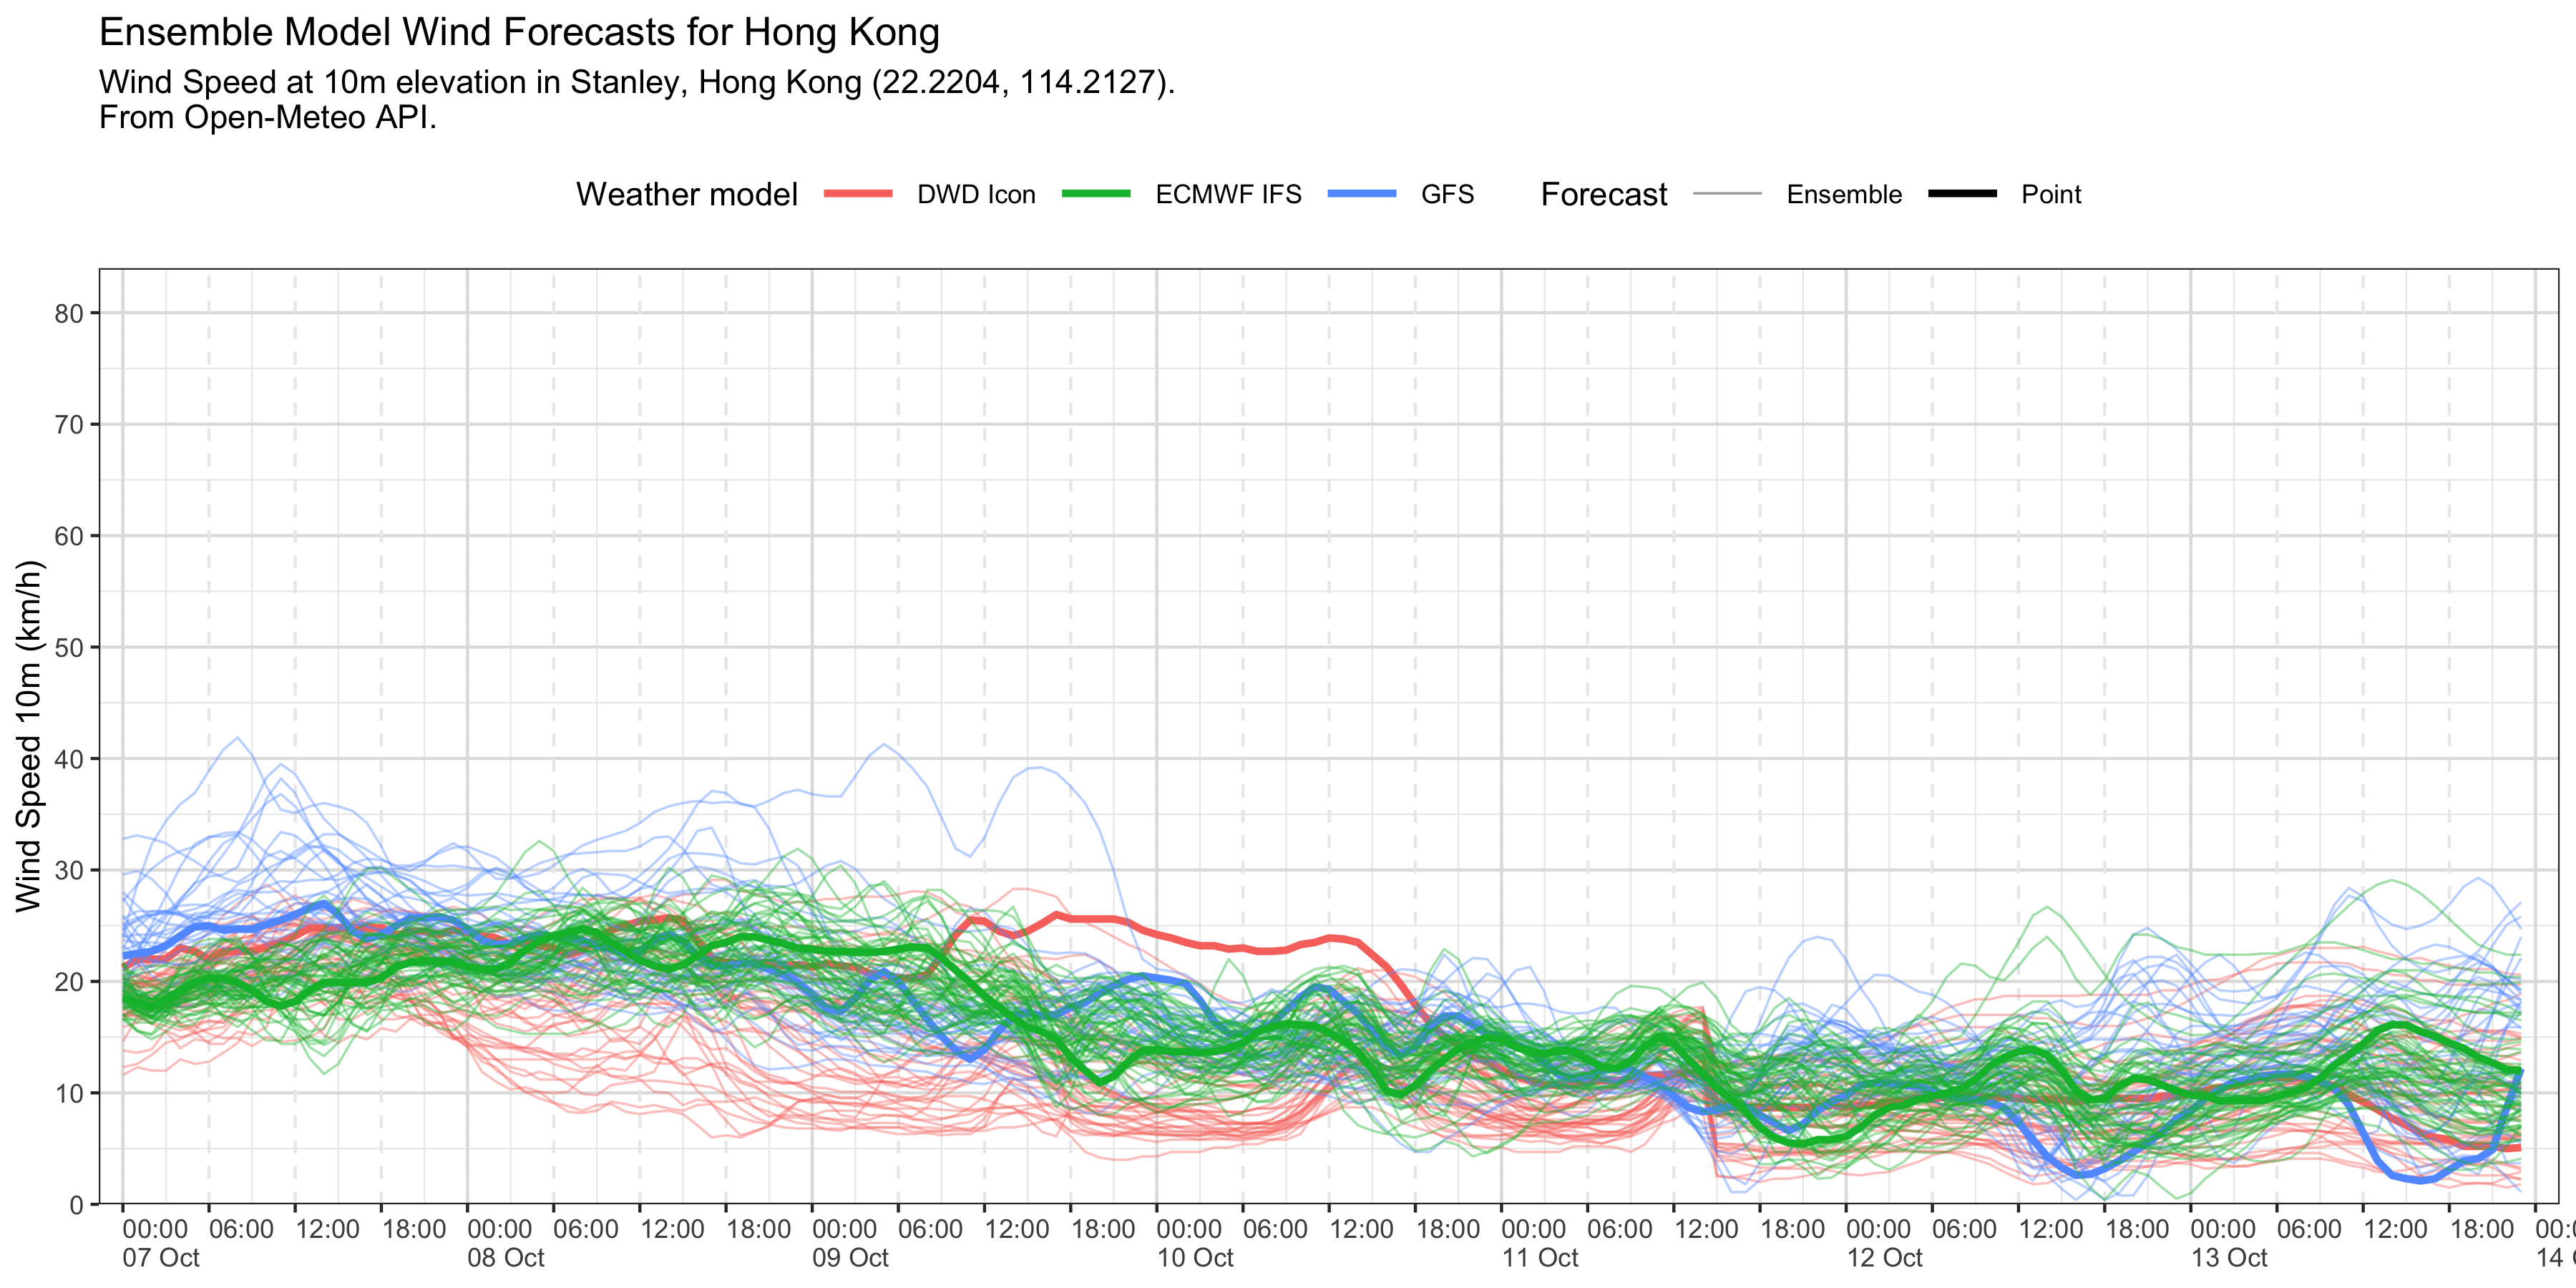 Ensemble Model Wind Forecasts for Hong Kong
Wind Speed at 10m elevation in Stanley, Hong Kong (22.2204, 114.2127).
From Open-Meteo API.
Weather model DWD Icon ECMWF IFS GFS Forecast Ensemble Point
Wind Speed 10m (km/h)
80
70
60
50
40
30
20
10
0
00:00 06:00 12:00 18:00 00:00 06:00 12:00 18:00 00:00 06:00 12:00 18:00 00:00 06:00 12:00 18:00 00:00 06:00 12:00 18:00 00:00 06:00 12:00 18:00 00:00 06:00 12:00 18:00
07 Oct 08 Oct 09 Oct 10 Oct 11 Oct 12 Oct 13 Oct 14